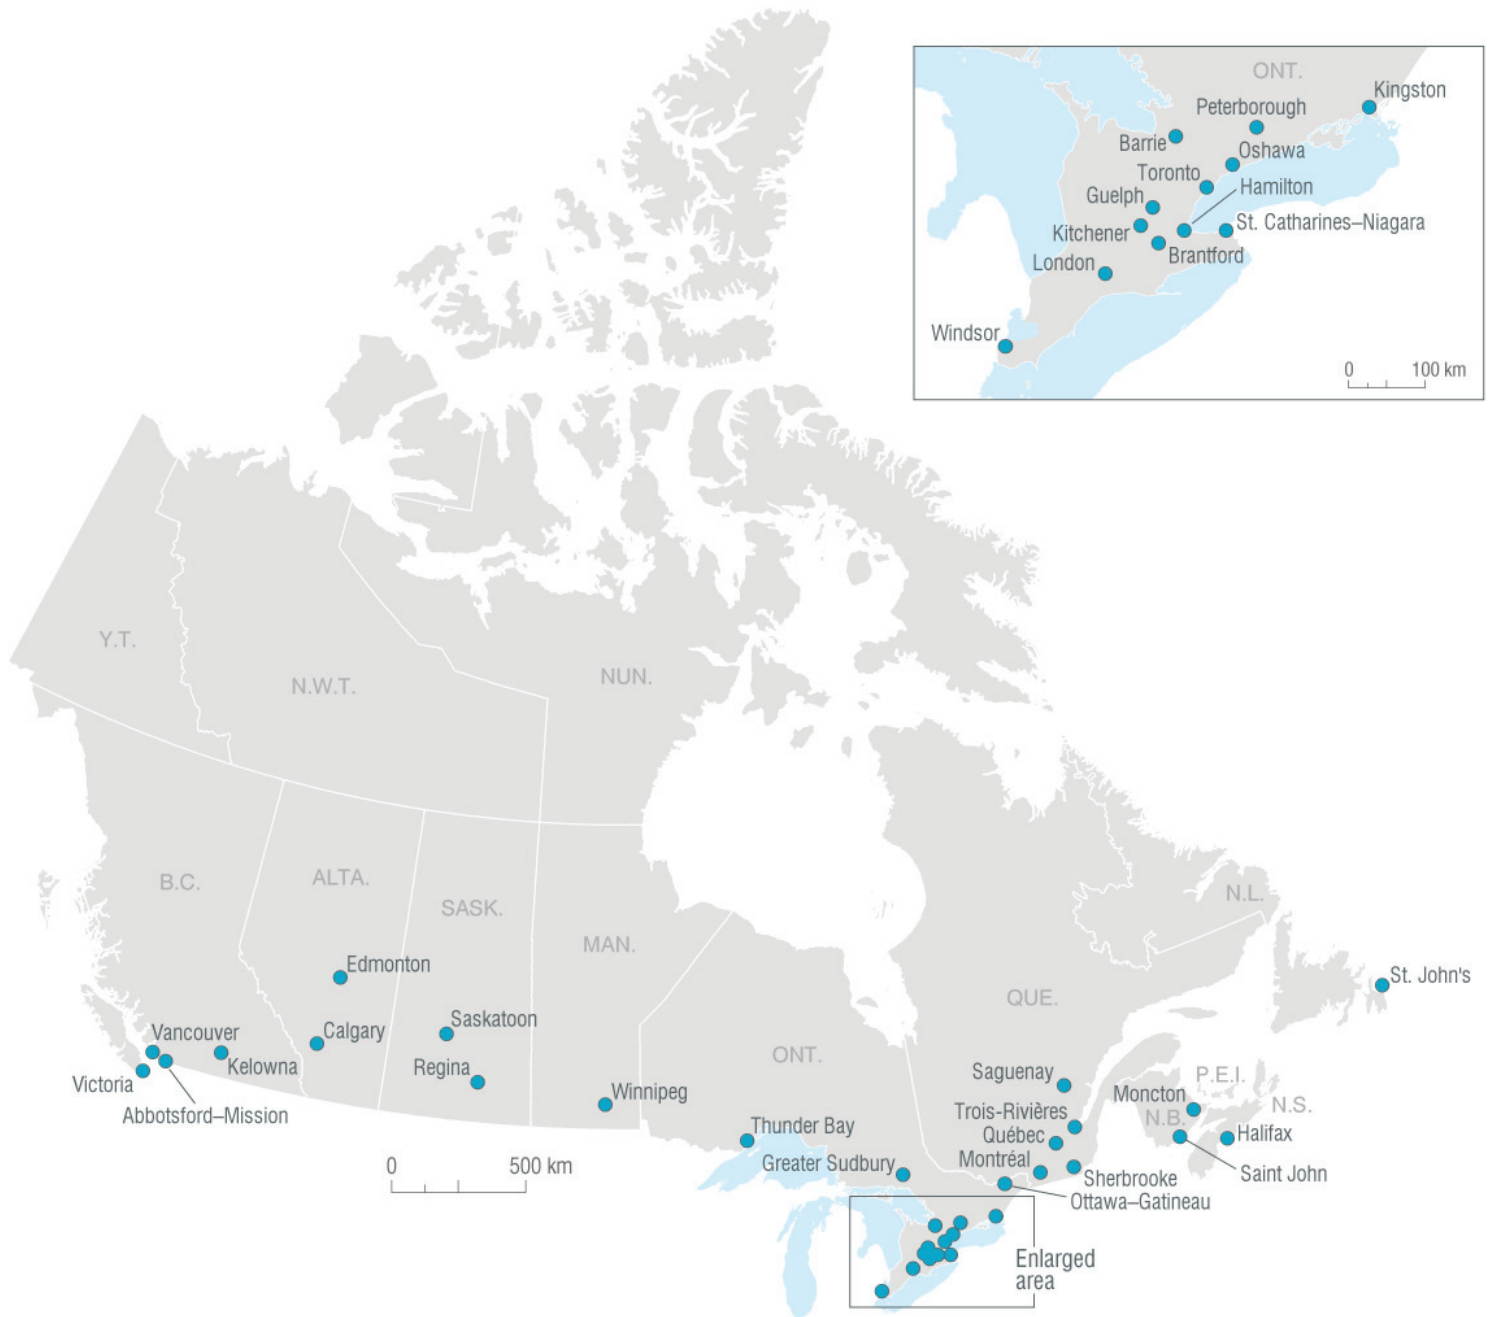 ONT.
Kingston
Peterborough
Barrie
Oshawa
Toronto
Hamilton
Guelph
St. Catharines–Niagara
Kitchener
Brantford
London
Windsor
0 100 km
Y.T.
N.W.T.
NUN.
B.C.
ALTA.
SASK.
MAN.
ONT.
QUE.
N.L.
P.E.I.
N.B.
N.S.
Edmonton
Saskatoon
Calgary
Vancouver
Kelowna
Victoria
Abbotsford–Mission
Regina
Winnipeg
Thunder Bay
Greater Sudbury
Saguenay
Trois-Rivières
Québec
Montréal
Sherbrooke
Ottawa–Gatineau
Moncton
Halifax
Saint John
St. John's
0 500 km
Enlarged
area